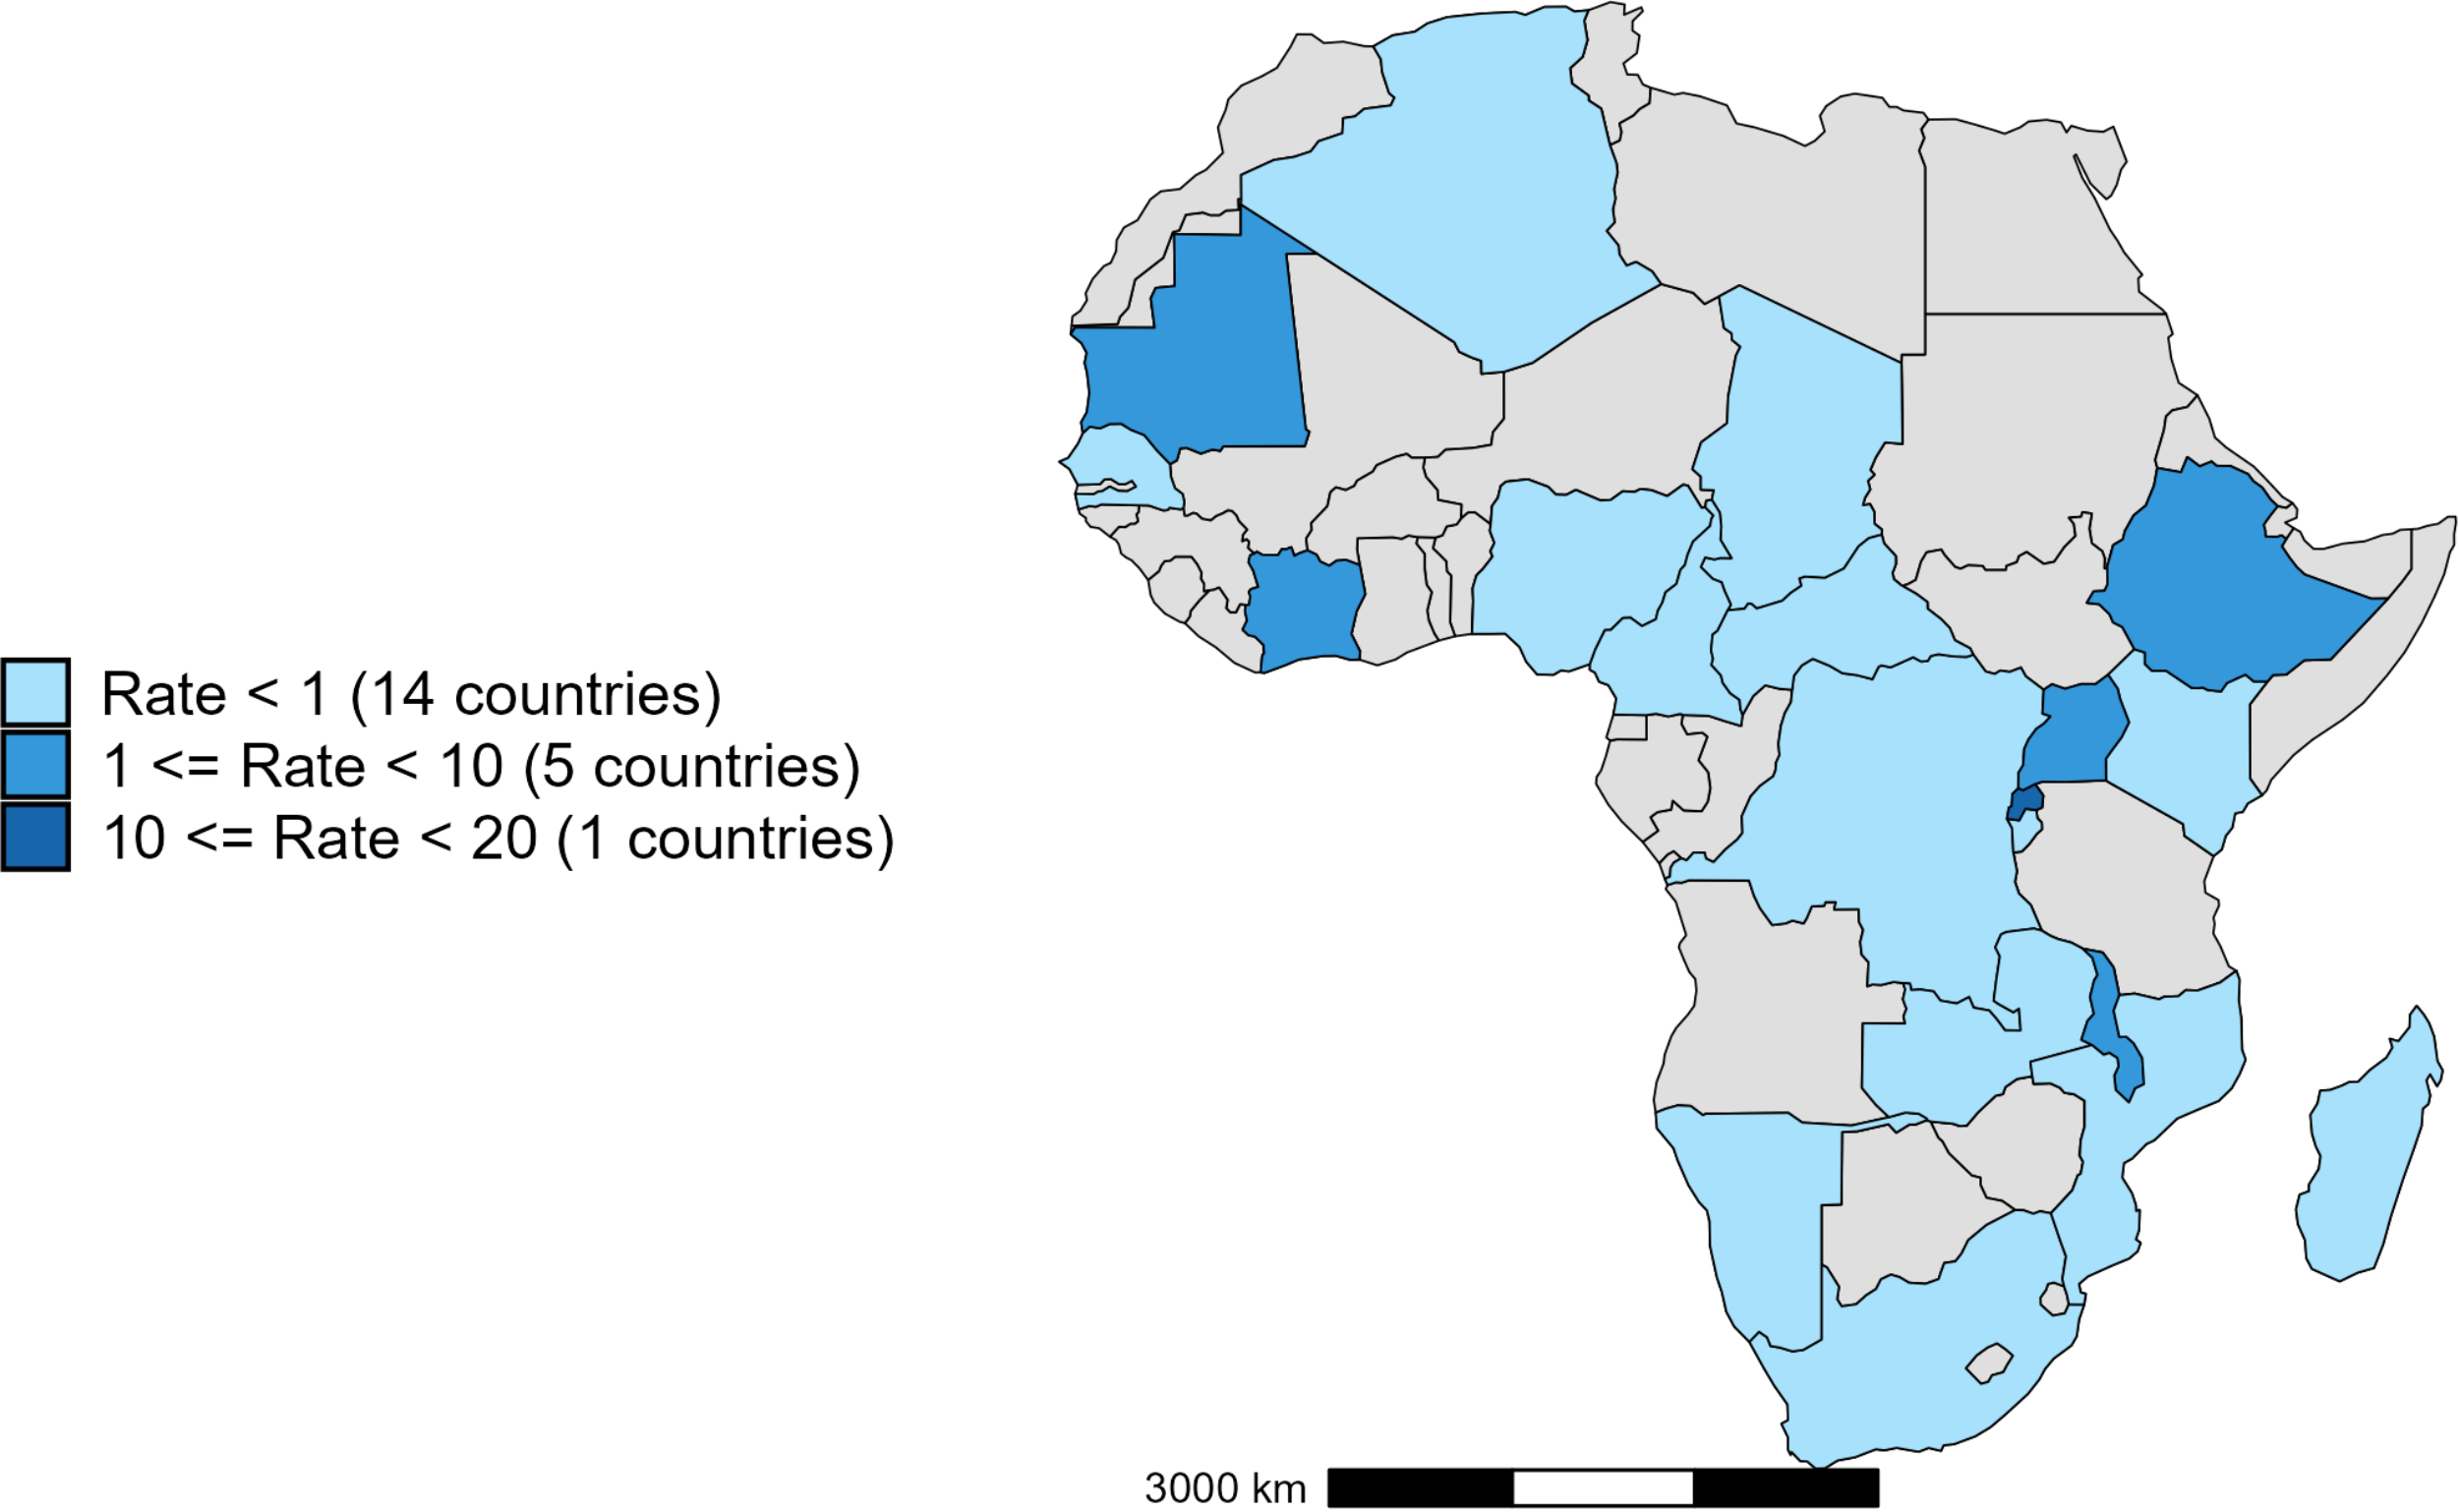 Rate < 1 (14 countries)
1 <= Rate < 10 (5 countries)
10 <= Rate < 20 (1 countries)
3000 km